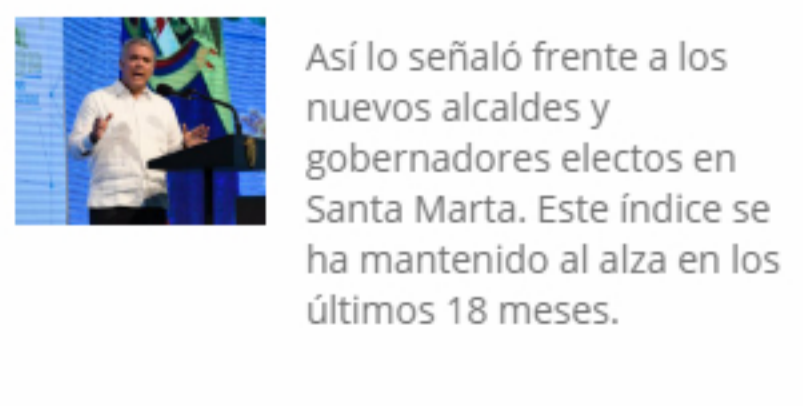 Así lo señaló frente a los
nuevos alcaldes y
gobernadores electos en
Santa Marta. Este índice se
ha mantenido al alza en los
últimos 18 meses.